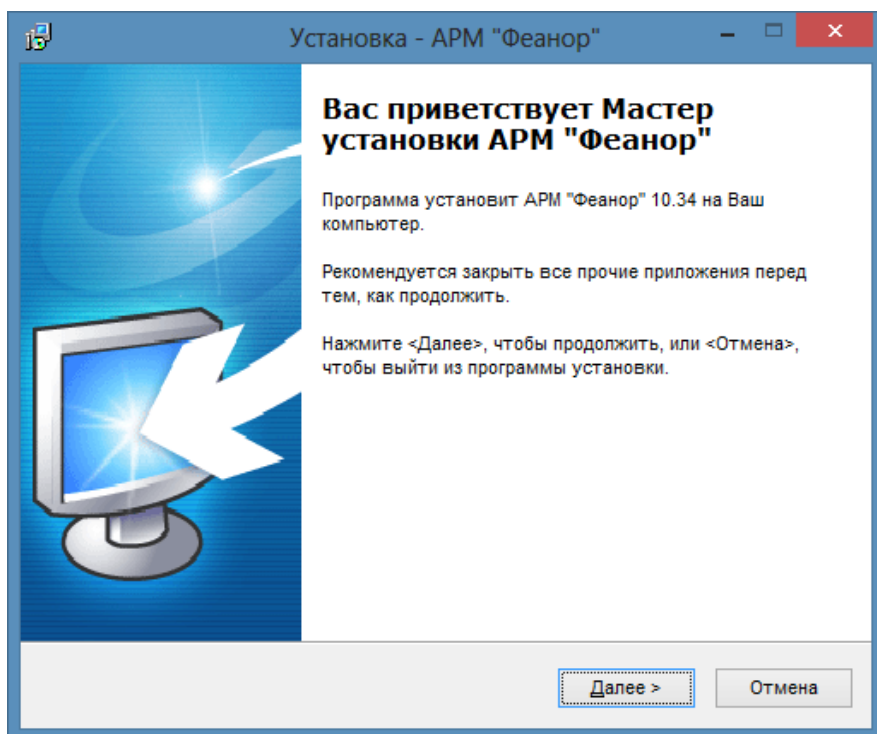 Установка - АРМ "Феанор"
Вас приветствует Мастер
установки АРМ "Феанор"
Программа установит АРМ "Феанор" 10.34 на Ваш
компьютер.
Рекомендуется закрыть все прочие приложения перед
тем, как продолжить.
Нажмите <Далее>, чтобы продолжить, или <Отмена>,
чтобы выйти из программы установки.
Далее >
Отмена